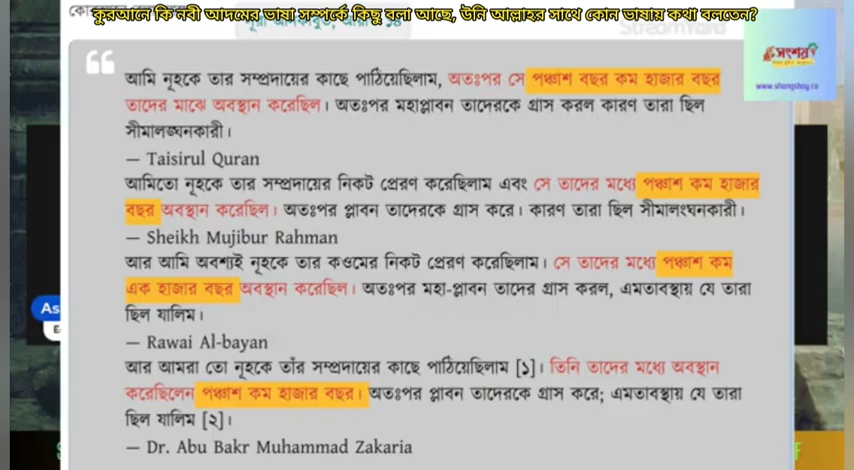 কুরআনে কি নবী আদমের ভাষা সম্পর্কে কিছু বলা আছে, উনি আল্লাহর সাথে কোন ভাষায় কথা বলতেন?
StreamYard
সংশয়
www.shongshoy.com
আমি নূহকে তার সম্প্রদায়ের কাছে পাঠিয়েছিলাম, অতঃপর সে পঞ্চাশ বছর কম হাজার বছর
তাদের মাঝে অবস্থান করেছিল। অতঃপর মহাপ্লাবন তাদেরকে গ্রাস করল কারণ তারা ছিল
সীমালঙ্ঘনকারী।
— Taisirul Quran
আমিতো নূহকে তার সম্প্রদায়ের নিকট প্রেরণ করেছিলাম এবং সে তাদের মধ্যে পঞ্চাশ কম হাজার
বছর অবস্থান করেছিল। অতঃপর প্লাবন তাদেরকে গ্রাস করে। কারণ তারা ছিল সীমালংঘনকারী।
— Sheikh Mujibur Rahman
আর আমি অবশ্যই নূহকে তার কওমের নিকট প্রেরণ করেছিলাম। সে তাদের মধ্যে পঞ্চাশ কম
এক হাজার বছর অবস্থান করেছিল। অতঃপর মহা-প্লাবন তাদের গ্রাস করল, এমতাবস্থায় যে তারা
ছিল যালিম।
— Rawai Al-bayan
আর আমরা তো নূহকে তাঁর সম্প্রদায়ের কাছে পাঠিয়েছিলাম [১]। তিনি তাদের মধ্যে অবস্থান
করেছিলেন পঞ্চাশ কম হাজার বছর। অতঃপর প্লাবন তাদেরকে গ্রাস করে; এমতাবস্থায় যে তারা
ছিল যালিম [২]।
— Dr. Abu Bakr Muhammad Zakaria